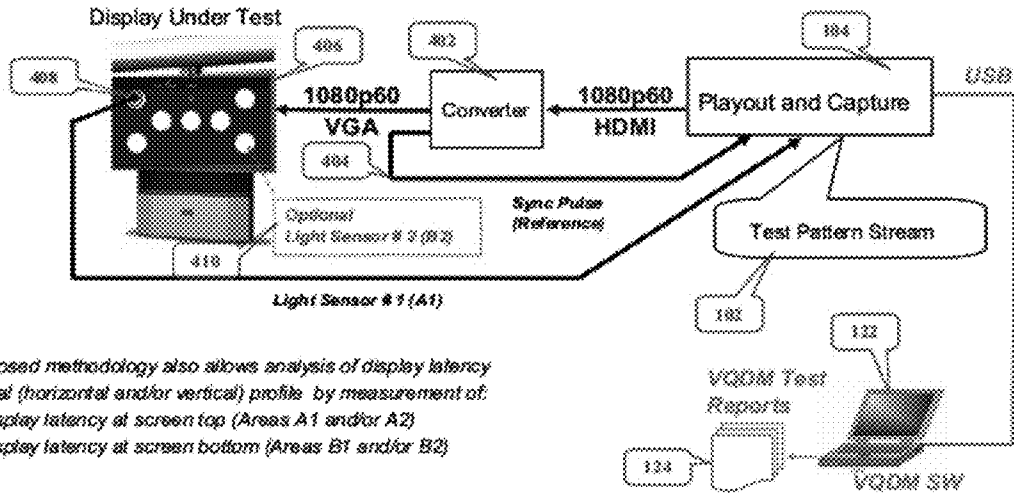 Display Under Test
408
406
402
104
1080p60
VGA
Converter
1080p60
HDMI
Playout and Capture
USB
404
Sync Pulse
(Reference)
Optional
Light Sensor # 2 (B2)
410
Test Pattern Stream
Light Sensor # 1 (A1)
102
122
osed methodology also allows analysis of display latency
al (horizontal and/or vertical) profile by measurement of:
splay latency at screen top (Areas A1 and/or A2)
splay latency at screen bottom (Areas B1 and/or B2)
VQDM Test
Reports
124
VQDM SW